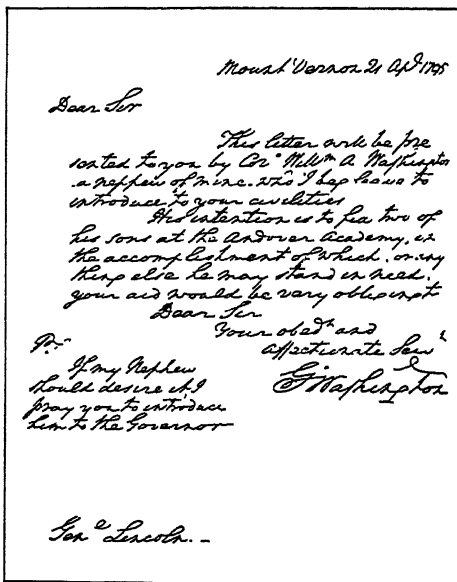 Mount Vernon 21 Apl 1795
Dear Sir
This letter will be pre
sented to you by Colo Willm A Washington
a nephew of mine. who I beg leave to
introduce to your civilities
His intention is to fix two of
his sons at the Andover Academy, in
the accomplishment of which, or any
thing else he may stand in need.
your aid would be very obliging to
Dear Sir
Your obedt and
Affectionate Servt
G Washington
If my Nephew
should desire it I
pray you to introduce
him to the Governor
Genl Lincoln. -